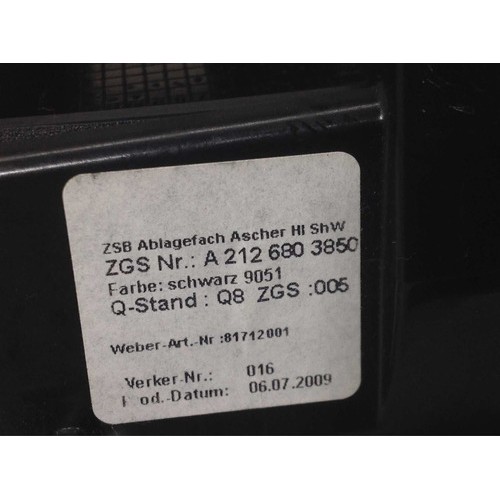 ZSB Ablagefach Ascher HI ShW
ZGS Nr.: A 212 680 3850
Farbe: schwarz 9051
Q-Stand : Q8 ZGS :005
Weber-Art.-Nr :81712001
Verker-Nr.: 016
od.-Datum: 06.07.2009